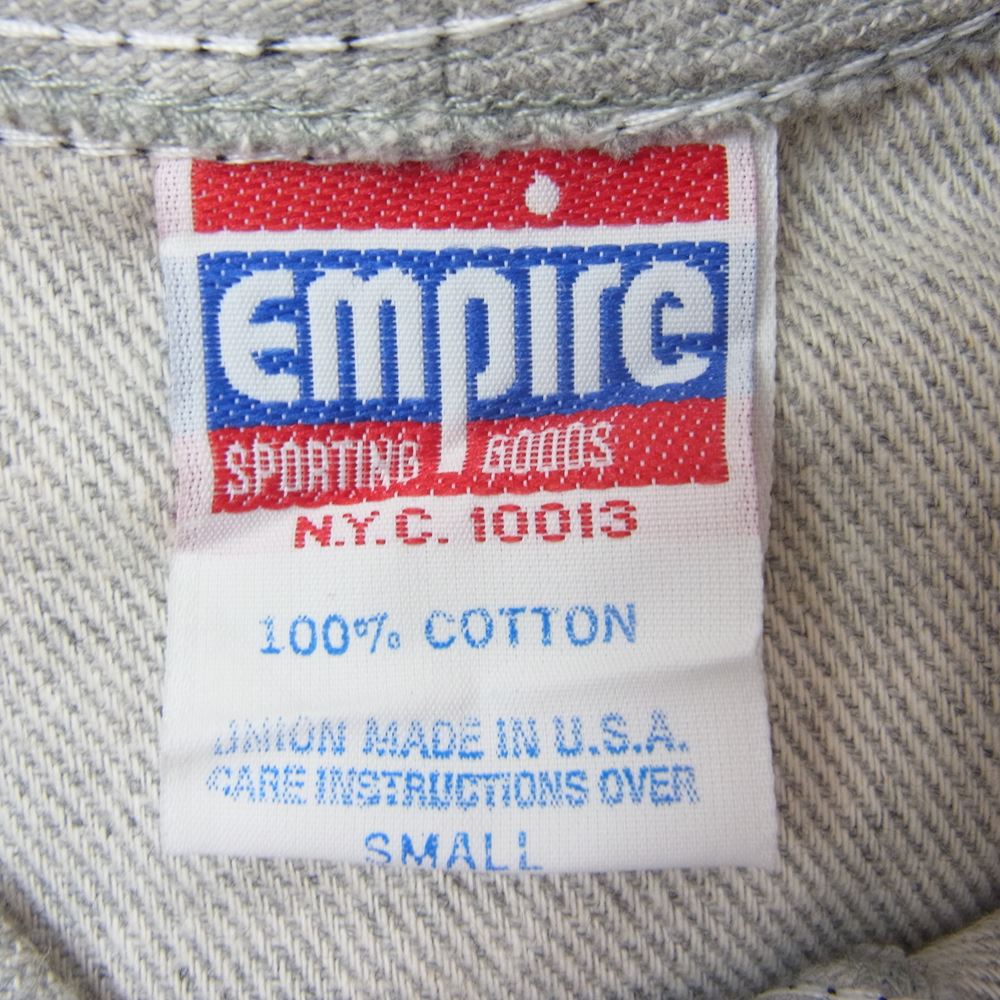 Empire
SPORTING GOODS
N.Y.C. 10013
100% COTTON
UNION MADE IN U.S.A.
CARE INSTRUCTIONS OVER
SMALL